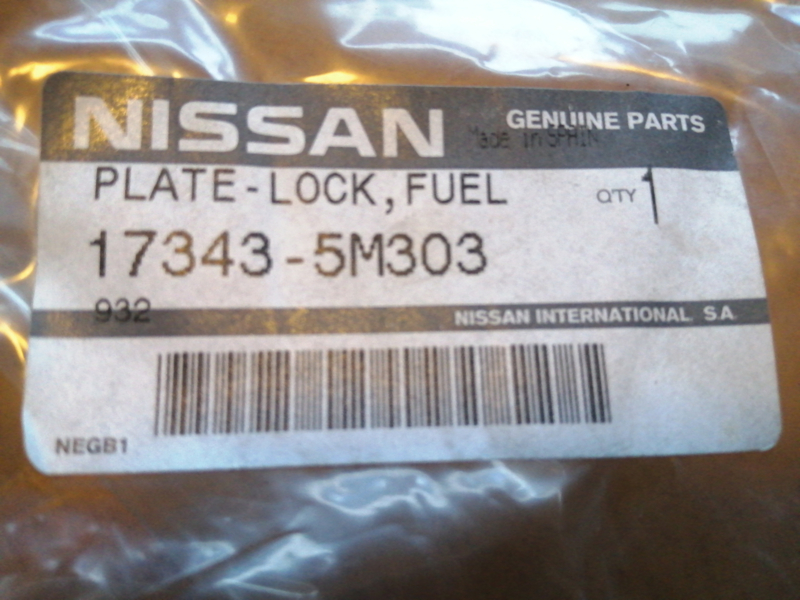 NISSAN
GENUINE PARTS
Made in SPAIN
PLATE-LOCK,FUEL
QTY 1
17343-5M303
932
NISSAN INTERNATIONAL. S.A.
NEGB1